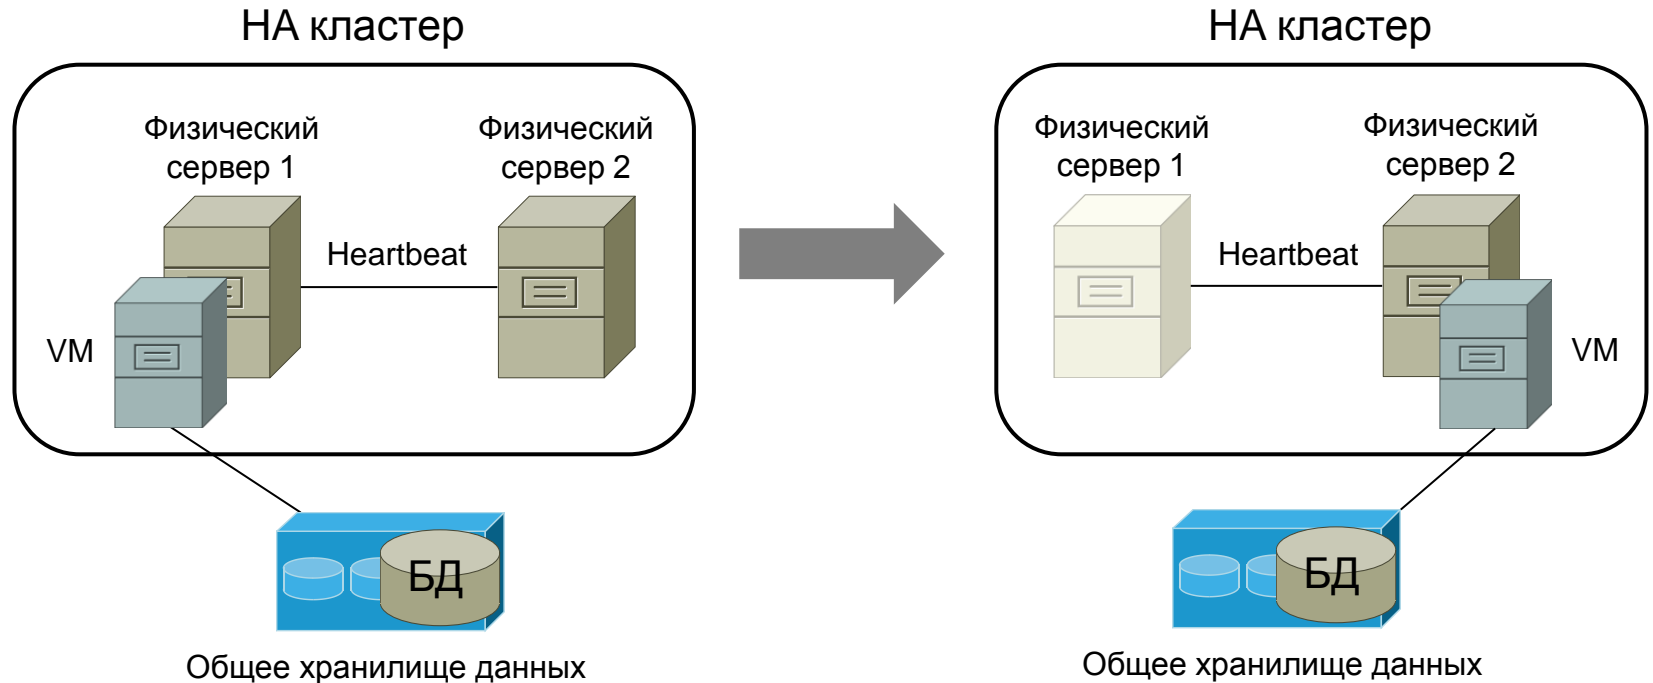 HA кластер
Физический
сервер 1
Физический
сервер 2
Heartbeat
VM
БД
Общее хранилище данных
HA кластер
Физический
сервер 1
Физический
сервер 2
Heartbeat
VM
БД
Общее хранилище данных